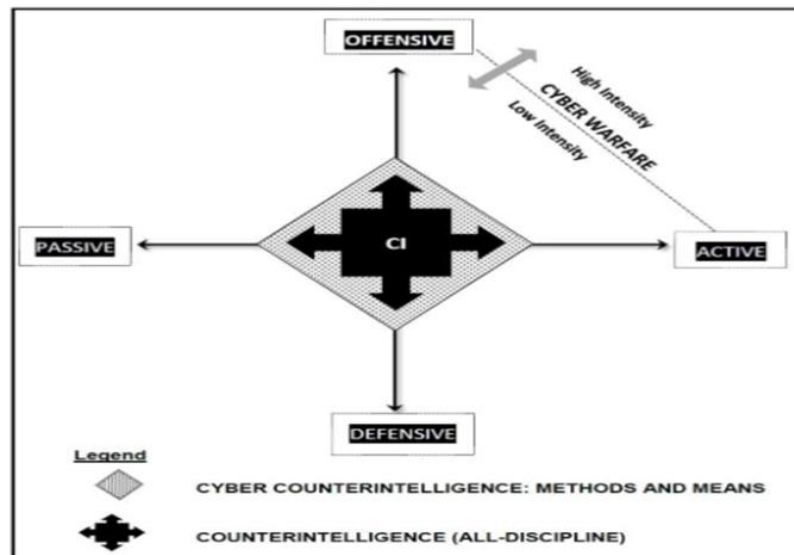 OFFENSIVE
High Intensity
CYBER WARFARE
Low Intensity
PASSIVE
CI
ACTIVE
DEFENSIVE
Legend
CYBER COUNTERINTELLIGENCE: METHODS AND MEANS
COUNTERINTELLIGENCE (ALL-DISCIPLINE)